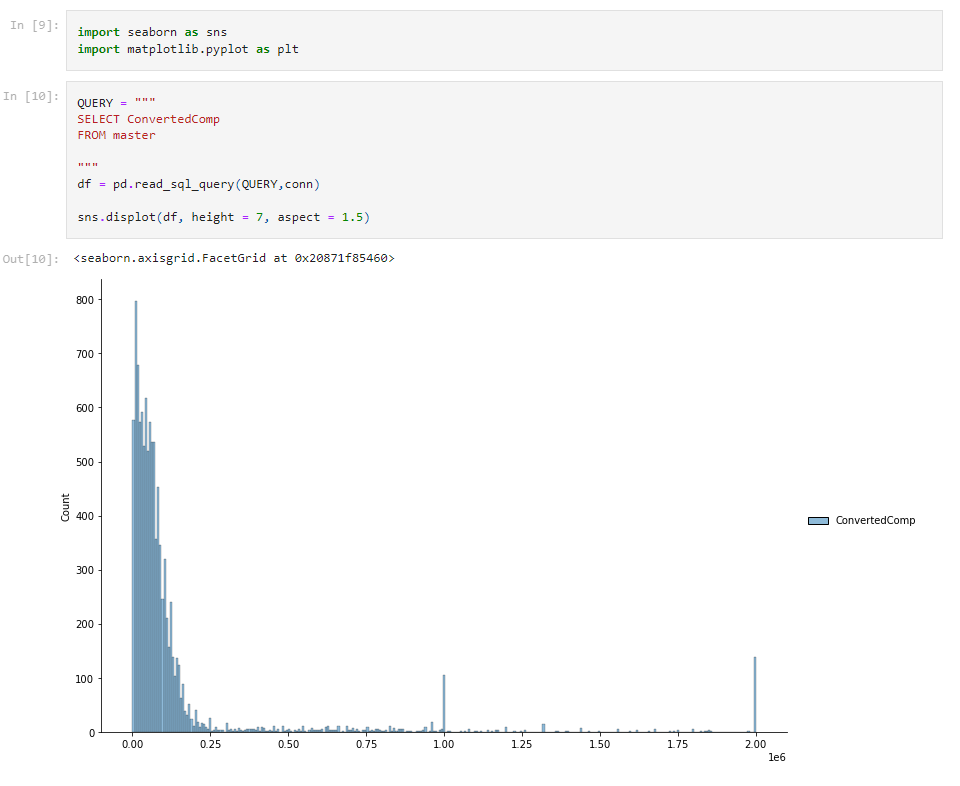 In [9]:
import seaborn as sns
import matplotlib.pyplot as plt
In [10]:
QUERY = """
SELECT ConvertedComp
FROM master
"""
df = pd.read_sql_query(QUERY,conn)
sns.displot(df, height = 7, aspect = 1.5)
Out[10]:
<seaborn.axisgrid.FacetGrid at 0x20871f85460>
800
700
600
500
400
300
200
100
0
Count
ConvertedComp
0.00 0.25 0.50 0.75 1.00 1.25 1.50 1.75 2.00
1e6